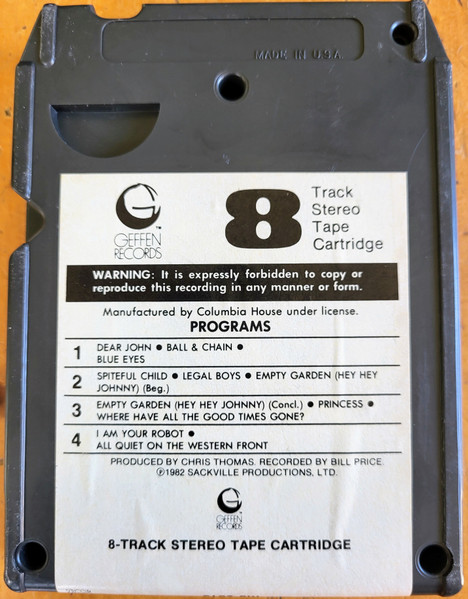 MADE IN U.S.A.
GEFFEN
RECORDS
™
8
Track
Stereo
Tape
Cartridge
WARNING: It is expressly forbidden to copy or
reproduce this recording in any manner or form.
Manufactured by Columbia House under license.
PROGRAMS
1 DEAR JOHN ● BALL & CHAIN ●
BLUE EYES
2 SPITEFUL CHILD ● LEGAL BOYS ● EMPTY GARDEN (HEY HEY
JOHNNY) (Beg.)
3 EMPTY GARDEN (HEY HEY JOHNNY) (Concl.) ● PRINCESS ●
WHERE HAVE ALL THE GOOD TIMES GONE?
4 I AM YOUR ROBOT ●
ALL QUIET ON THE WESTERN FRONT
PRODUCED BY CHRIS THOMAS. RECORDED BY BILL PRICE.
℗1982 SACKVILLE PRODUCTIONS, LTD.
GEFFEN
RECORDS
8-TRACK STEREO TAPE CARTRIDGE